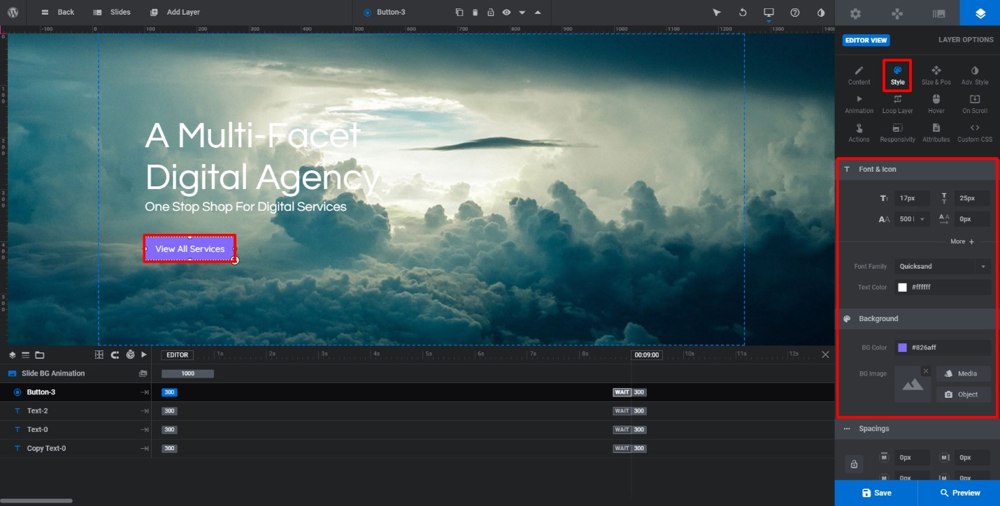 Back
Slides
Add Layer
Button-3
-100 0 100 200 300 400 500 600 700 800 900 1000 1100 1200 1300 1400
0
100
200
300
400
500
EDITOR VIEW
LAYER OPTIONS
Content
Style
Size & Pos
Adv. Style
Animation
Loop Layer
Hover
On Scroll
Actions
Responsivity
Attributes
Custom CSS
A Multi-Facet
Digital Agency
One Stop Shop For Digital Services
View All Services
Font & Icon
17px
25px
500 
0px
More +
Font Family
Quicksand
Text Color
#ffffff
Background
BG Color
#826aff
BG Image
Media
Object
Spacings
M 0px
M 0px
M 0px
M 0px
Save
Preview
EDITOR
1s 2s 3s 4s 5s 6s 7s 8s 00:09:00 10s 11s 12s
Slide BG Animation
1000
Button-3
300
WAIT 300
Text-2
300
WAIT 300
Text-0
300
WAIT 300
Copy Text-0
300
WAIT 300